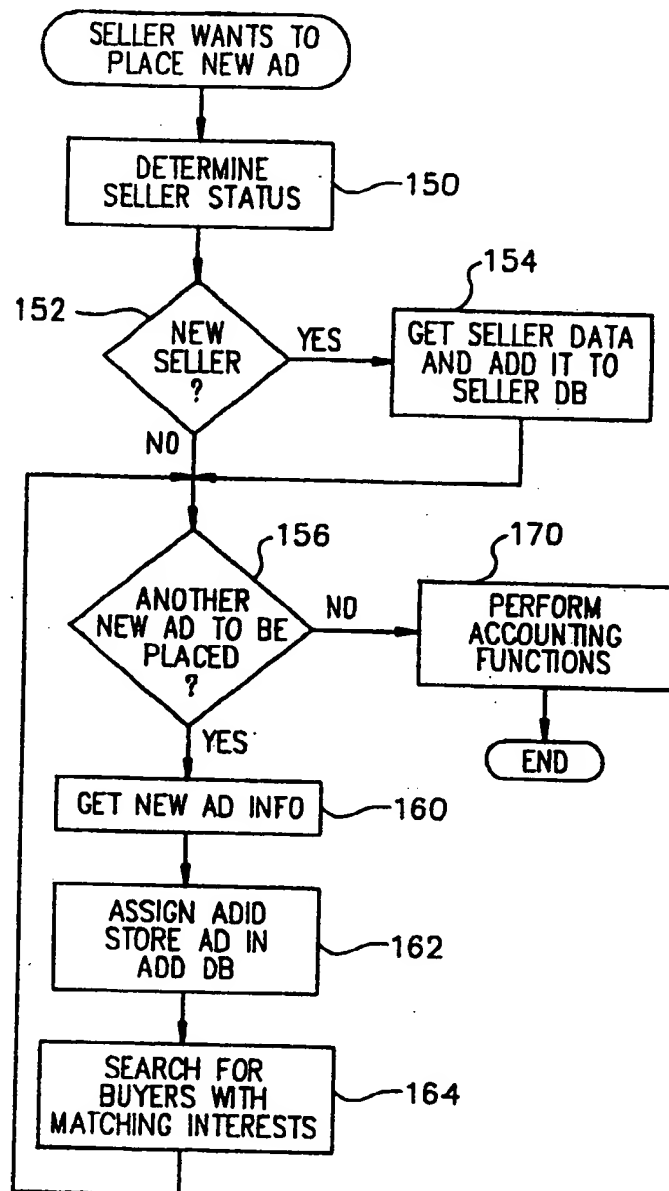 SELLER WANTS TO
PLACE NEW AD
DETERMINE
SELLER STATUS
150
152
NEW
SELLER
?
YES
NO
154
GET SELLER DATA
AND ADD IT TO
SELLER DB
156
ANOTHER
NEW AD TO BE
PLACED
?
NO
YES
170
PERFORM
ACCOUNTING
FUNCTIONS
END
GET NEW AD INFO
160
ASSIGN ADID
STORE AD IN
ADD DB
162
SEARCH FOR
BUYERS WITH
MATCHING INTERESTS
164